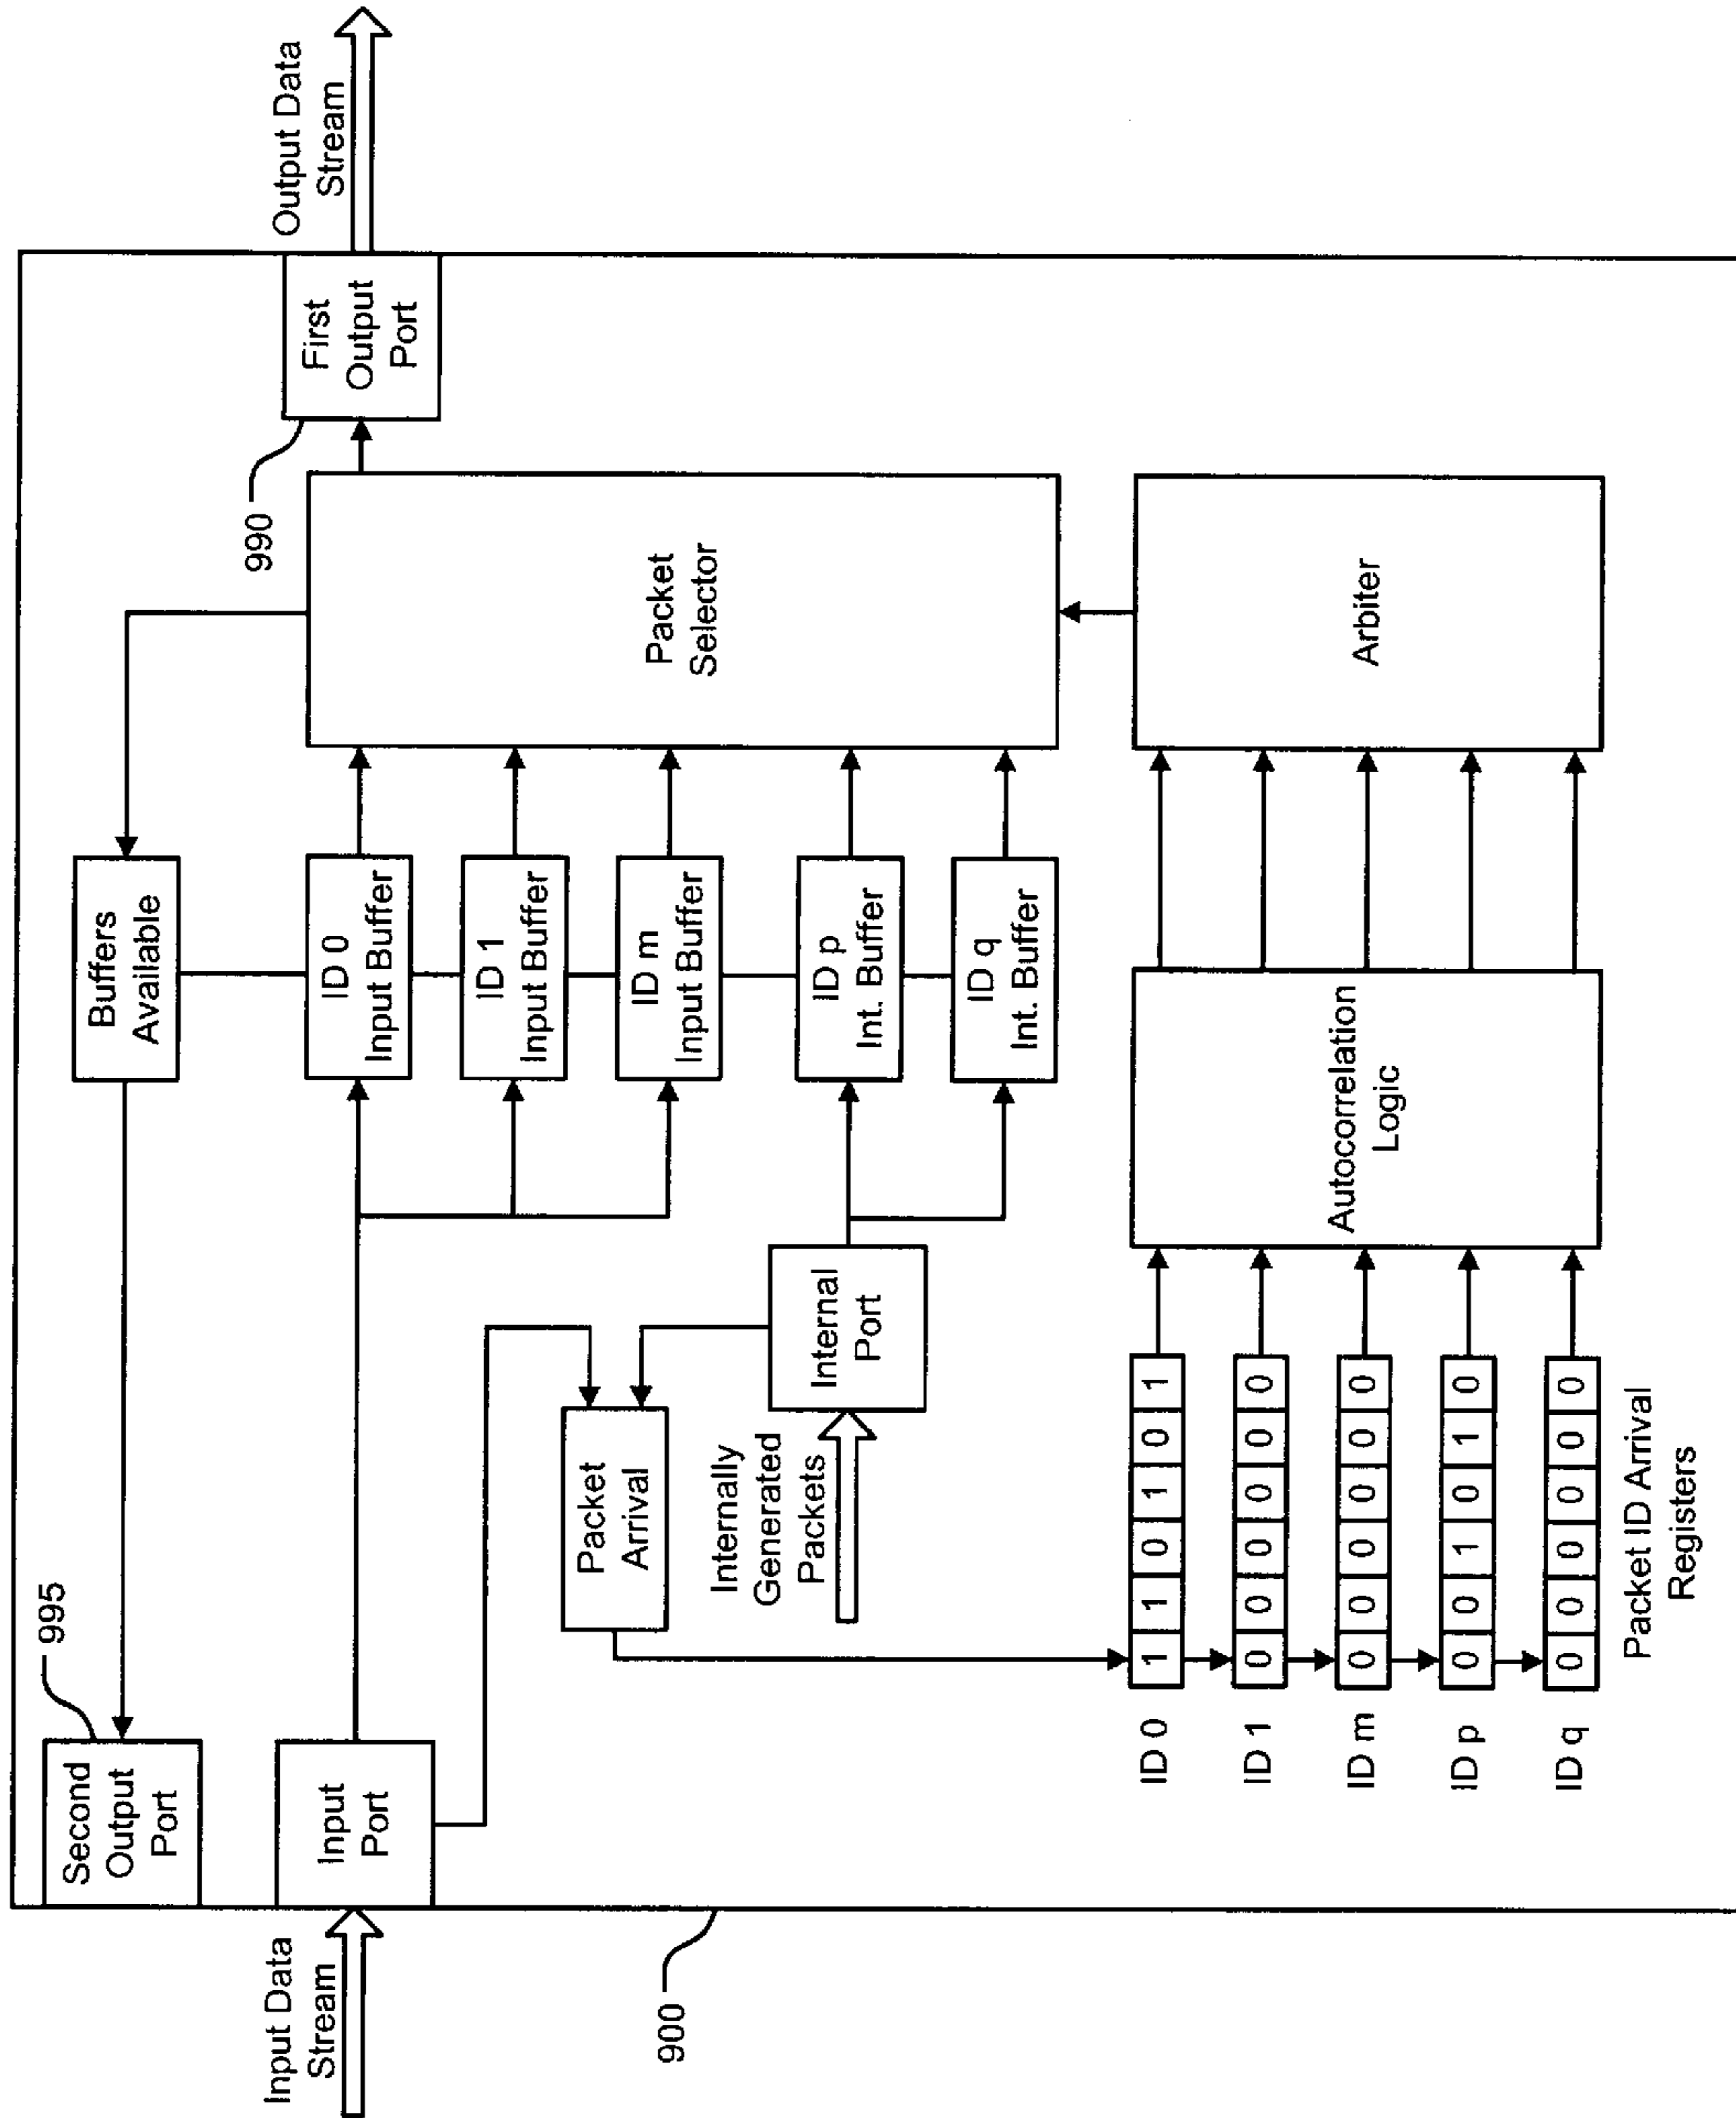 Input Data
Stream
900
Second
Output
Port
995
Input
Port
Buffers
Available
ID 0
Input Buffer
ID 1
Input Buffer
ID m
Input Buffer
ID p
Int. Buffer
ID q
Int. Buffer
Packet
Arrival
Internally
Generated
Packets
Internal
Port
Packet
Selector
990
First
Output
Port
Output Data
Stream
ID 0
1 1 0 1 0 1
ID 1
0 0 0 0 0 0
ID m
0 0 0 0 0 0
ID p
0 0 1 0 1 0
ID q
0 0 0 0 0 0
Packet ID Arrival
Registers
Autocorrelation
Logic
Arbiter